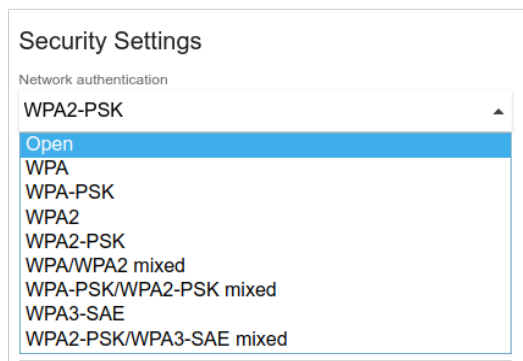 Security Settings
Network authentication
WPA2-PSK
Open
WPA
WPA-PSK
WPA2
WPA2-PSK
WPA/WPA2 mixed
WPA-PSK/WPA2-PSK mixed
WPA3-SAE
WPA2-PSK/WPA3-SAE mixed